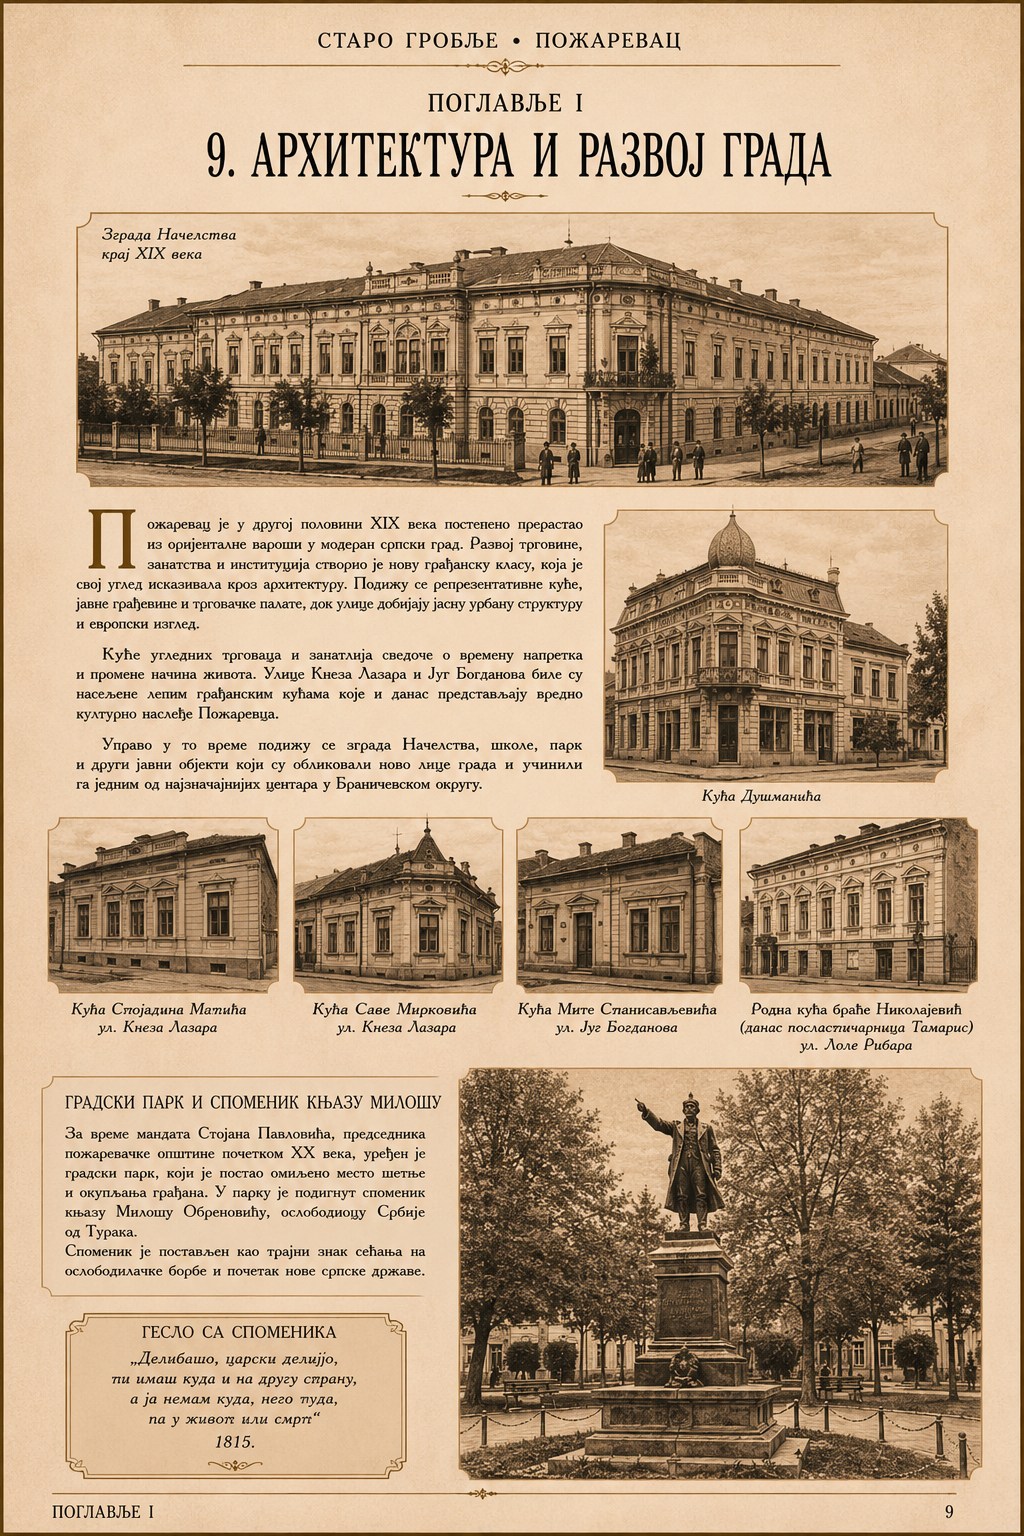 СТАРО ГРОБЉЕ • ПОЖАРЕВАЦ
ПОГЛАВЉЕ I
9. АРХИТЕКТУРА И РАЗВОЈ ГРАДА
Зграда Начелства
крај XIX века
Пожаревац је у другој половини XIX века постепено прерастао
из оријенталне вароши у модеран српски град. Развој трговине,
занатства и институција створио је нову грађанску класу, која је
свој углед исказивала кроз архитектуру. Подижу се репрезентативне куће,
јавне грађевине и трговачке палате, док улице добијају јасну урбану структуру
и европски изглед.
Куће угледних трговаца и занатлија сведоче о времену напретка
и промене начина живота. Улице Кнеза Лазара и Југ Богданова биле су
насељене лепим грађанским кућама које и данас представљају вредно
културно наслеђе Пожаревца.
Управо у то време подижу се зграда Начелства, школе, парк
и други јавни објекти који су обликовали ново лице града и учинили
га једним од најзначајнијих центара у Браничевском округу.
Кућа Душманића
Кућа Стојадина Матића
ул. Кнеза Лазара
Кућа Саве Мирковића
ул. Кнеза Лазара
Кућа Мите Станисављевића
ул. Југ Богданова
Родна кућа браће Николајевић
(данас посластичарница Тамарис)
ул. Лоле Рибара
ГРАДСКИ ПАРК И СПОМЕНИК КЊАЗУ МИЛОШУ
За време мандата Стојана Павловића, председника
пожаревачке општине почетком XX века, уређен је
градски парк, који је постао омиљено место шетње
и окупљања грађана. У парку је подигнут споменик
књазу Милошу Обреновићу, ослободиоцу Србије
од Турака.
Споменик је постављен као трајни знак сећања на
ослободилачке борбе и почетак нове српске државе.
ГЕСЛО СА СПОМЕНИКА
„Делибашо, царски делијјо,
ти имаш куда и на другу страну,
а ја немам куда, него туда,
па у живот или смрт“
1815.
ПОГЛАВЉЕ I
9